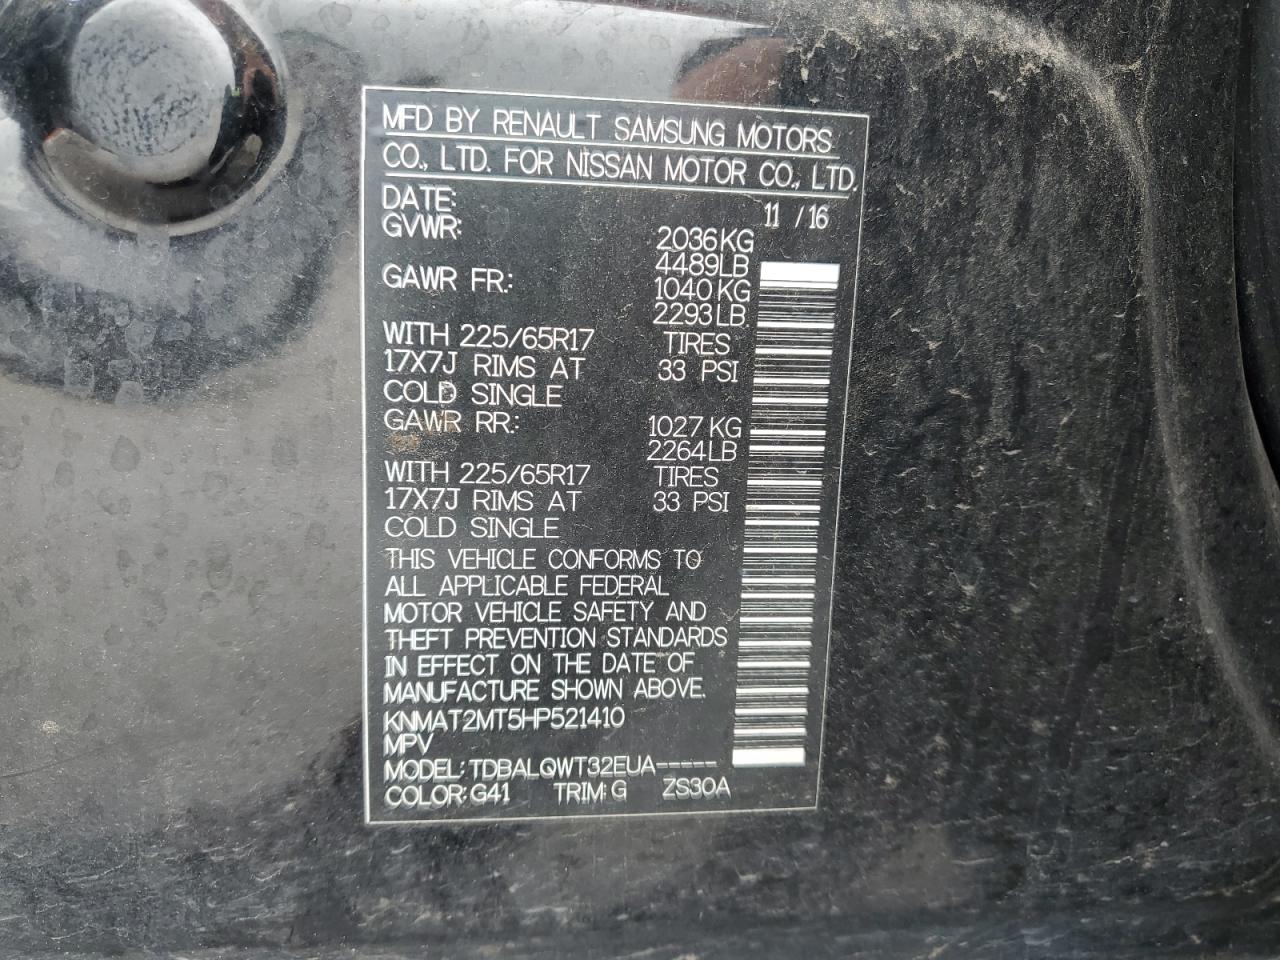 MFD BY RENAULT SAMSUNG MOTORS
CO., LTD. FOR NISSAN MOTOR CO., LTD.
DATE: 11 / 16
GVWR: 2036KG
4489LB
GAWR FR: 1040KG
2293LB
WITH 225/65R17 TIRES
17X7J RIMS AT 33 PSI
COLD SINGLE
GAWR RR: 1027KG
2264LB
WITH 225/65R17 TIRES
17X7J RIMS AT 33 PSI
COLD SINGLE
THIS VEHICLE CONFORMS TO
ALL APPLICABLE FEDERAL
MOTOR VEHICLE SAFETY AND
THEFT PREVENTION STANDARDS
IN EFFECT ON THE DATE OF
MANUFACTURE SHOWN ABOVE.
KNMAT2MT5HP521410
MPV
MODEL: TDBALQWT32EUA-----
COLOR: G41 TRIM: G ZS30A